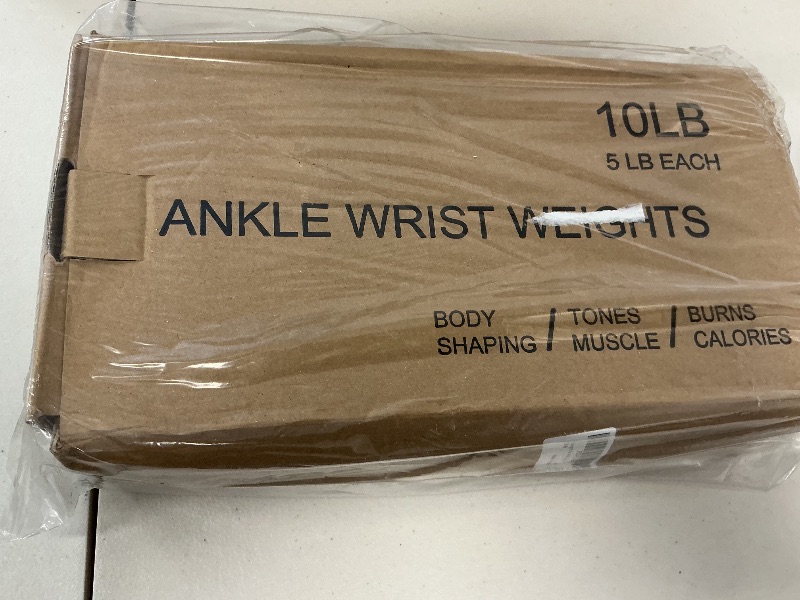 10LB
5 LB EACH
ANKLE WRIST WEIGHTS
BODY SHAPING / TONES MUSCLE / BURNS CALORIES